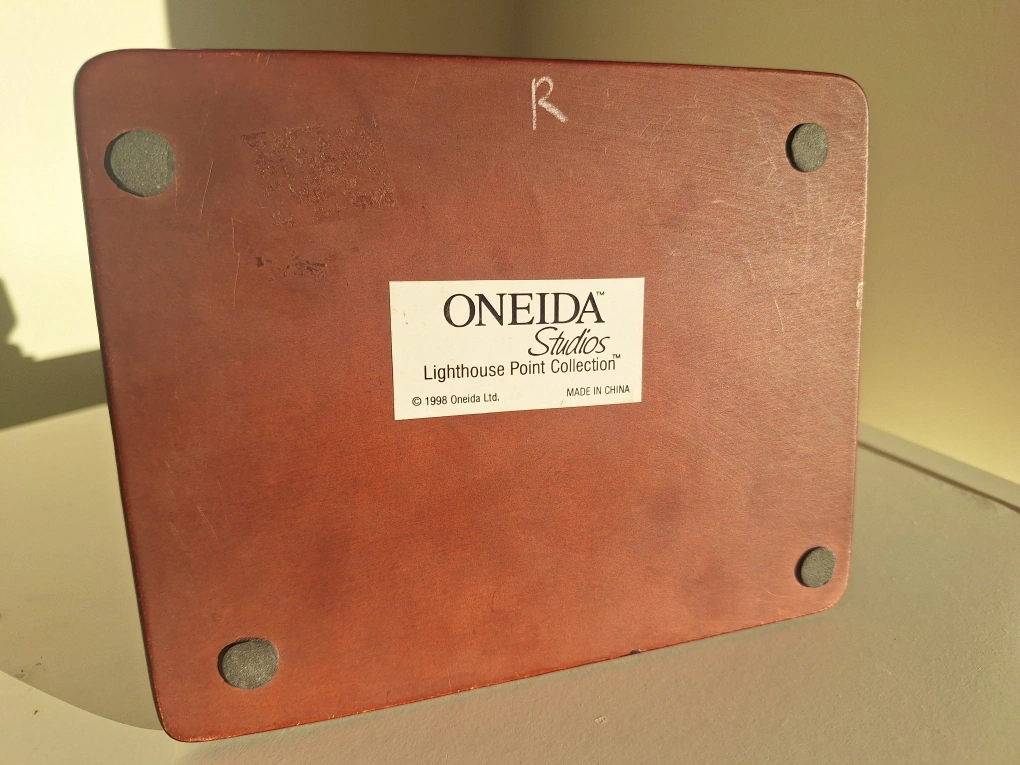 R
ONEIDA™
Studios
Lighthouse Point Collection™
© 1998 Oneida Ltd. MADE IN CHINA